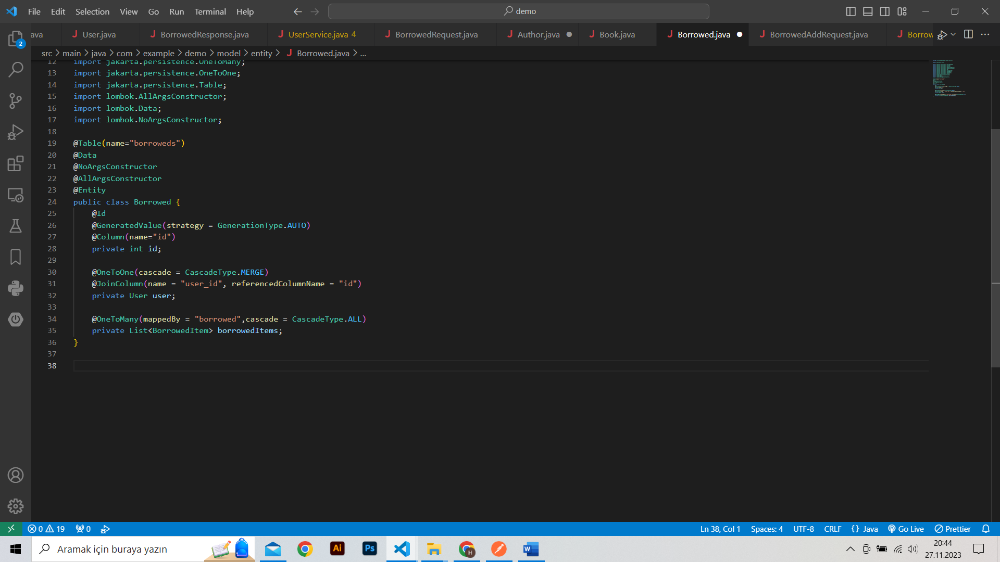 File Edit Selection View Go Run Terminal Help
demo
ava
J User.java
J BorrowedResponse.java
J UserService.java 4
J BorrowedRequest.java
J Author.java
J Book.java
J Borrowed.java
J BorrowedAddRequest.java
J Borrow
src > main > java > com > example > demo > model > entity > J Borrowed.java > ...
2
12 import jakarta.persistence.OneToMany;
13 import jakarta.persistence.OneToOne;
14 import jakarta.persistence.Table;
15 import lombok.AllArgsConstructor;
16 import lombok.Data;
17 import lombok.NoArgsConstructor;
18
19 @Table(name="borroweds")
20 @Data
21 @NoArgsConstructor
22 @AllArgsConstructor
23 @Entity
24 public class Borrowed {
25     @Id
26     @GeneratedValue(strategy = GenerationType.AUTO)
27     @Column(name="id")
28     private int id;
29
30     @OneToOne(cascade = CascadeType.MERGE)
31     @JoinColumn(name = "user_id", referencedColumnName = "id")
32     private User user;
33
34     @OneToMany(mappedBy = "borrowed",cascade = CascadeType.ALL)
35     private List<BorrowedItem> borrowedItems;
36 }
37
38
0 19 0
Ln 38, Col 1 Spaces: 4 UTF-8 CRLF {} Java Go Live Prettier
Aramak için buraya yazın
Ai
Ps
H
W
20:44
27.11.2023